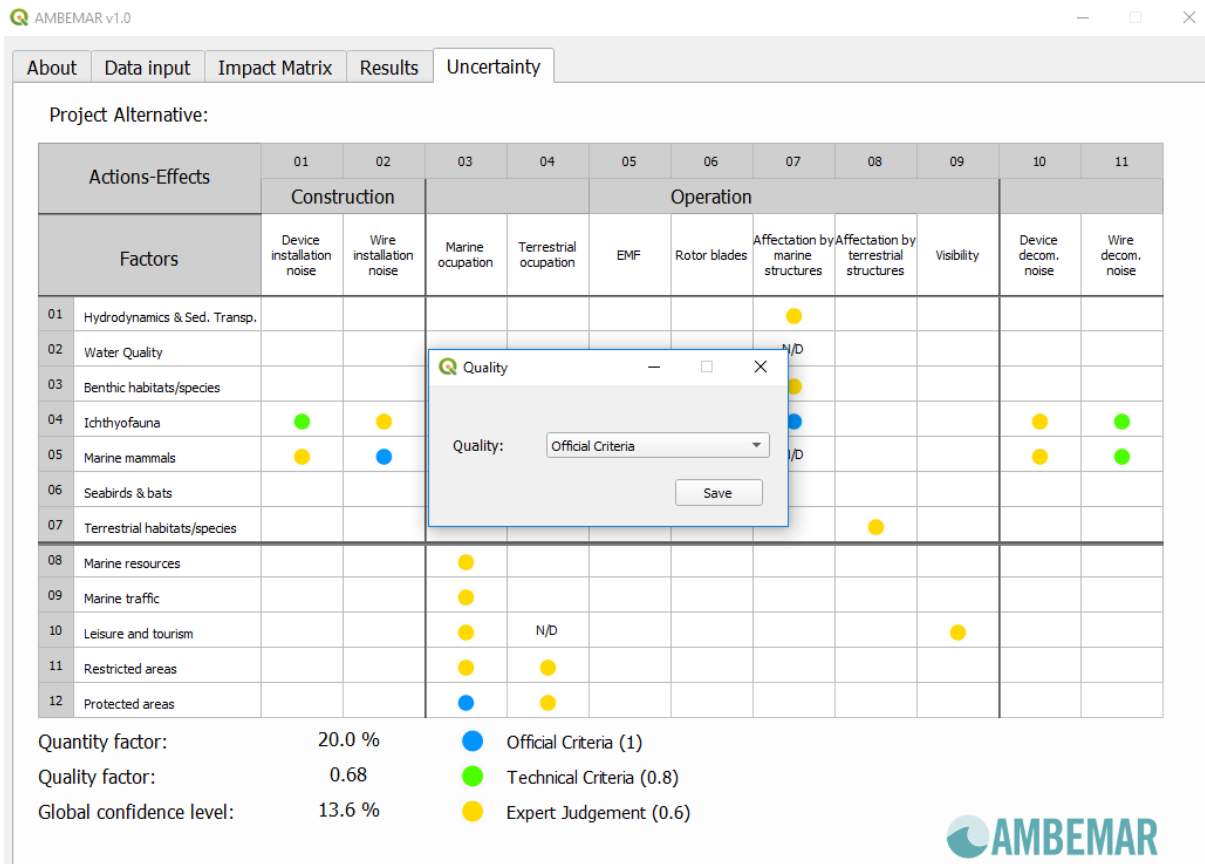 AMBEMAR v1.0
About Data input Impact Matrix Results Uncertainty
Project Alternative:
Actions-Effects
01 02 03 04 05 06 07 08 09 10 11
Construction Operation
Factors
Device installation noise
Wire installation noise
Marine ocupation
Terrestrial ocupation
EMF
Rotor blades
Affectation by marine structures
Affectation by terrestrial structures
Visibility
Device decom. noise
Wire decom. noise
01 Hydrodynamics & Sed. Transp.
02 Water Quality N/D
03 Benthic habitats/species
04 Ichthyofauna
05 Marine mammals
06 Seabirds & bats
07 Terrestrial habitats/species
Quality
Quality: Official Criteria
Save
08 Marine resources
09 Marine traffic
10 Leisure and tourism N/D
11 Restricted areas
12 Protected areas
Quantity factor: 20.0 % Official Criteria (1)
Quality factor: 0.68 Technical Criteria (0.8)
Global confidence level: 13.6 % Expert Judgement (0.6)
AMBEMAR